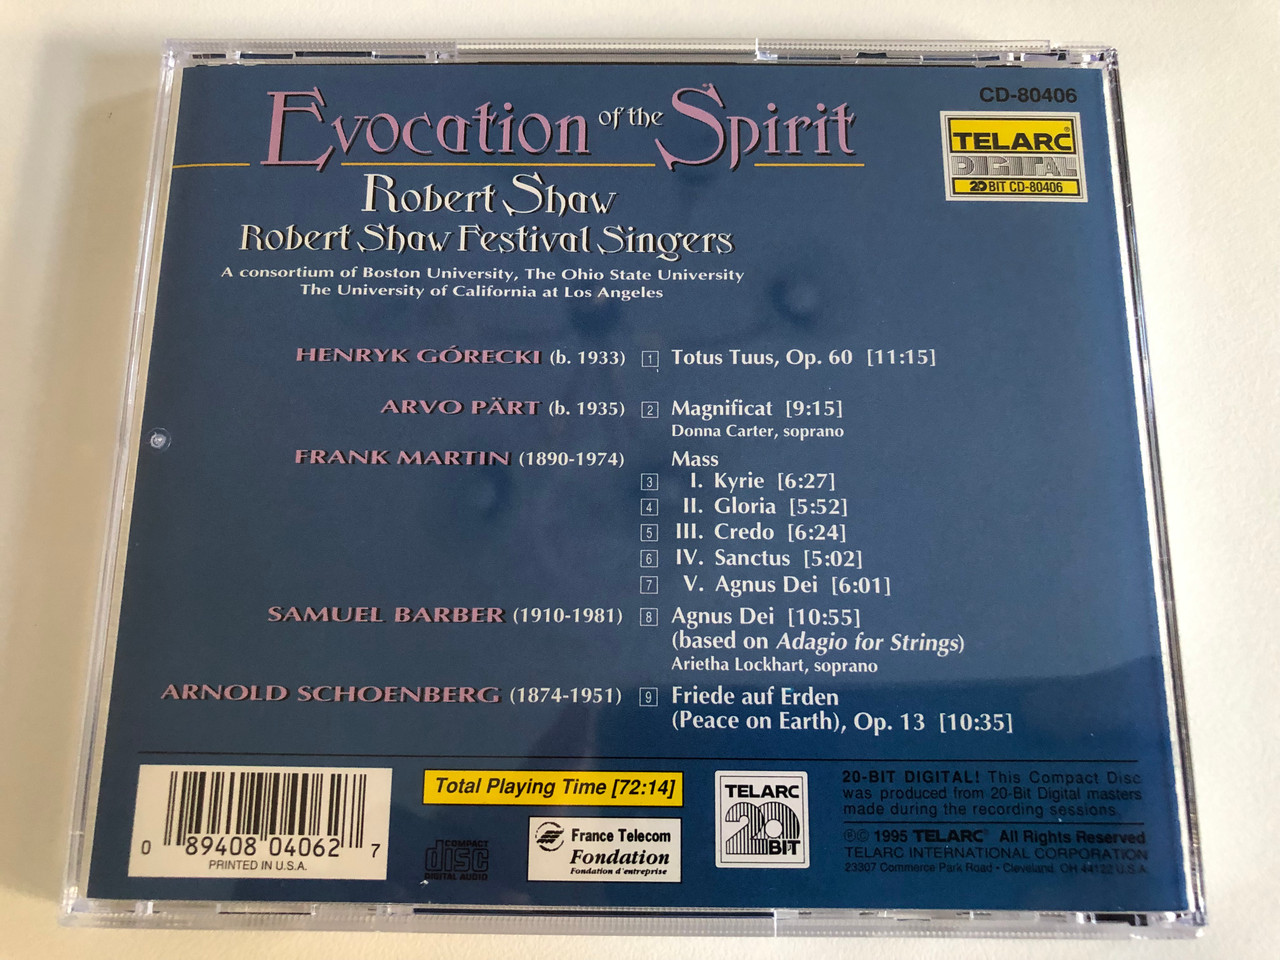 CD-80406
Evocation of the Spirit
TELARC®
DIGITAL
20 BIT CD-80406
Robert Shaw
Robert Shaw Festival Singers
A consortium of Boston University, The Ohio State University
The University of California at Los Angeles
HENRYK GÓRECKI (b. 1933) 1 Totus Tuus, Op. 60 [11:15]
ARVO PÄRT (b. 1935) 2 Magnificat [9:15]
Donna Carter, soprano
FRANK MARTIN (1890-1974) Mass
3 I. Kyrie [6:27]
4 II. Gloria [5:52]
5 III. Credo [6:24]
6 IV. Sanctus [5:02]
7 V. Agnus Dei [6:01]
SAMUEL BARBER (1910-1981) 8 Agnus Dei [10:55]
(based on Adagio for Strings)
Arietha Lockhart, soprano
ARNOLD SCHOENBERG (1874-1951) 9 Friede auf Erden
(Peace on Earth), Op. 13 [10:35]
0 89408 04062 7
PRINTED IN U.S.A.
Total Playing Time [72:14]
COMPACT
disc
DIGITAL AUDIO
France Telecom
Fondation
Fondation d'entreprise
TELARC
20
BIT
20-BIT DIGITAL! This Compact Disc
was produced from 20-Bit Digital masters
made during the recording sessions.
℗© 1995 TELARC® All Rights Reserved
TELARC INTERNATIONAL CORPORATION
23307 Commerce Park Road - Cleveland, OH 44122 U.S.A.